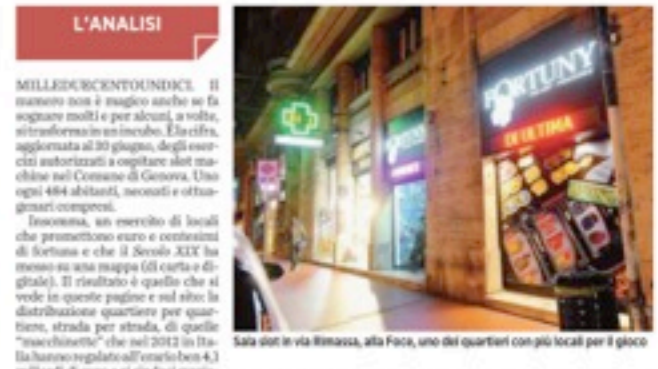 L'ANALISI
MILLEDUECENTOUNDICI. Il
numero non è magico anche se fa
sognare molti e per alcuni, a volte,
si trasforma in un incubo. È la cifra,
aggiornata al 20 giugno, degli eser-
cizi autorizzati a ospitare slot ma-
chine nel Comune di Genova. Uno
ogni 484 abitanti, neonati e ottua-
genari compresi.
Insomma, un esercito di locali
che promettono euro e centesimi
di fortuna e che il Secolo XIX ha
messo su una mappa (di carta e di-
gitale). Il risultato è quello che si
vede in queste pagine e sul sito: la
distribuzione quartiere per quar-
tiere, strada per strada, di quelle
"macchinette" che nel 2012 in Ita-
lia hanno regalato all'erario ben 4,1
FORTUNY
DI ULTIMA
FORTUNY
Sala slot in via Rimassa, alla Foce, uno dei quartieri con più locali per il gioco